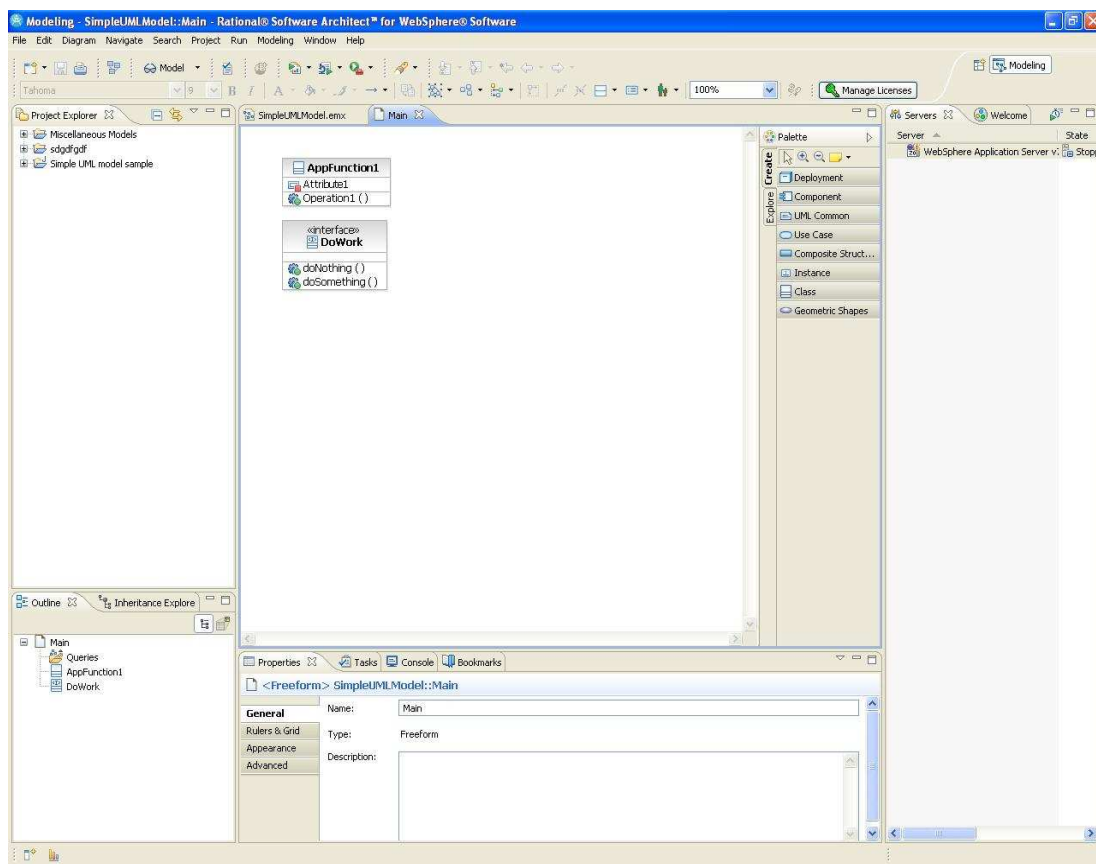 Modeling - SimpleUMLModel::Main - Rational® Software Architect™ for WebSphere® Software
File Edit Diagram Navigate Search Project Run Modeling Window Help
Model
Modeling
Tahoma 9 B I A 100% Manage Licenses
Project Explorer
Miscellaneous Models
sdgdfgdf
Simple UML model sample
SimpleUMLModel.emx Main
AppFunction1
Attribute1
Operation1 ( )
«interface»
DoWork
doNothing ( )
doSomething ( )
Palette
Create
Explore
Deployment
Component
UML Common
Use Case
Composite Struct...
Instance
Class
Geometric Shapes
Servers Welcome
Server State
WebSphere Application Server v7 Stopp
Outline Inheritance Explore
Main
Queries
AppFunction1
DoWork
Properties Tasks Console Bookmarks
<Freeform> SimpleUMLModel::Main
General
Rulers & Grid
Appearance
Advanced
Name: Main
Type: Freeform
Description: